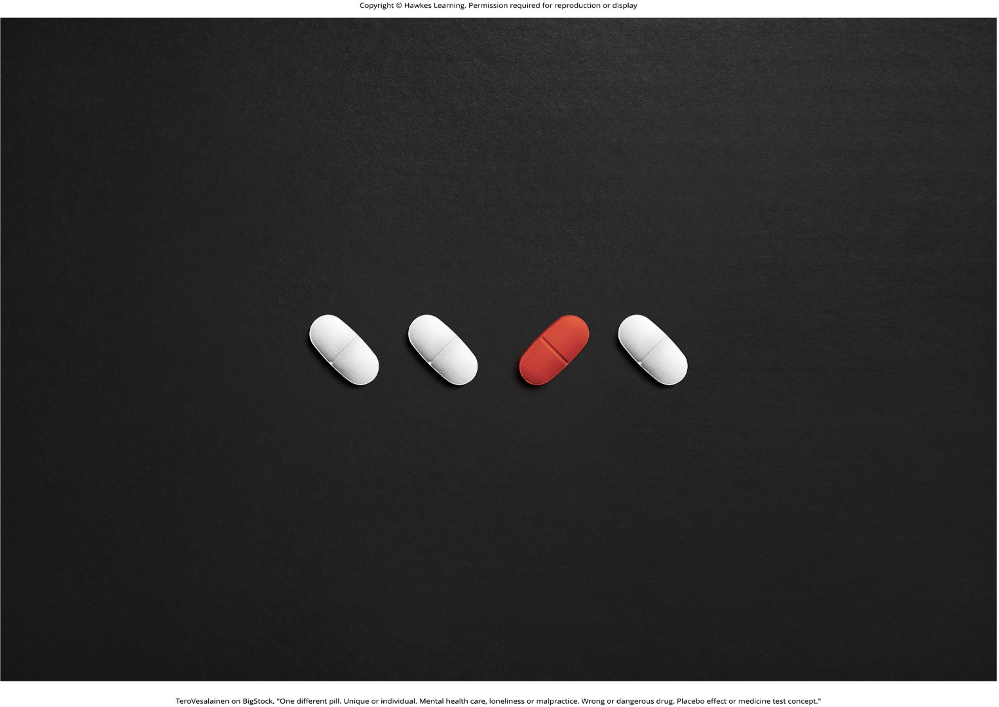 Copyright © Hawkes Learning. Permission required for reproduction or display
TeroVesalainen on BigStock. "One different pill. Unique or individual. Mental health care, loneliness or malpractice. Wrong or dangerous drug. Placebo effect or medicine test concept."